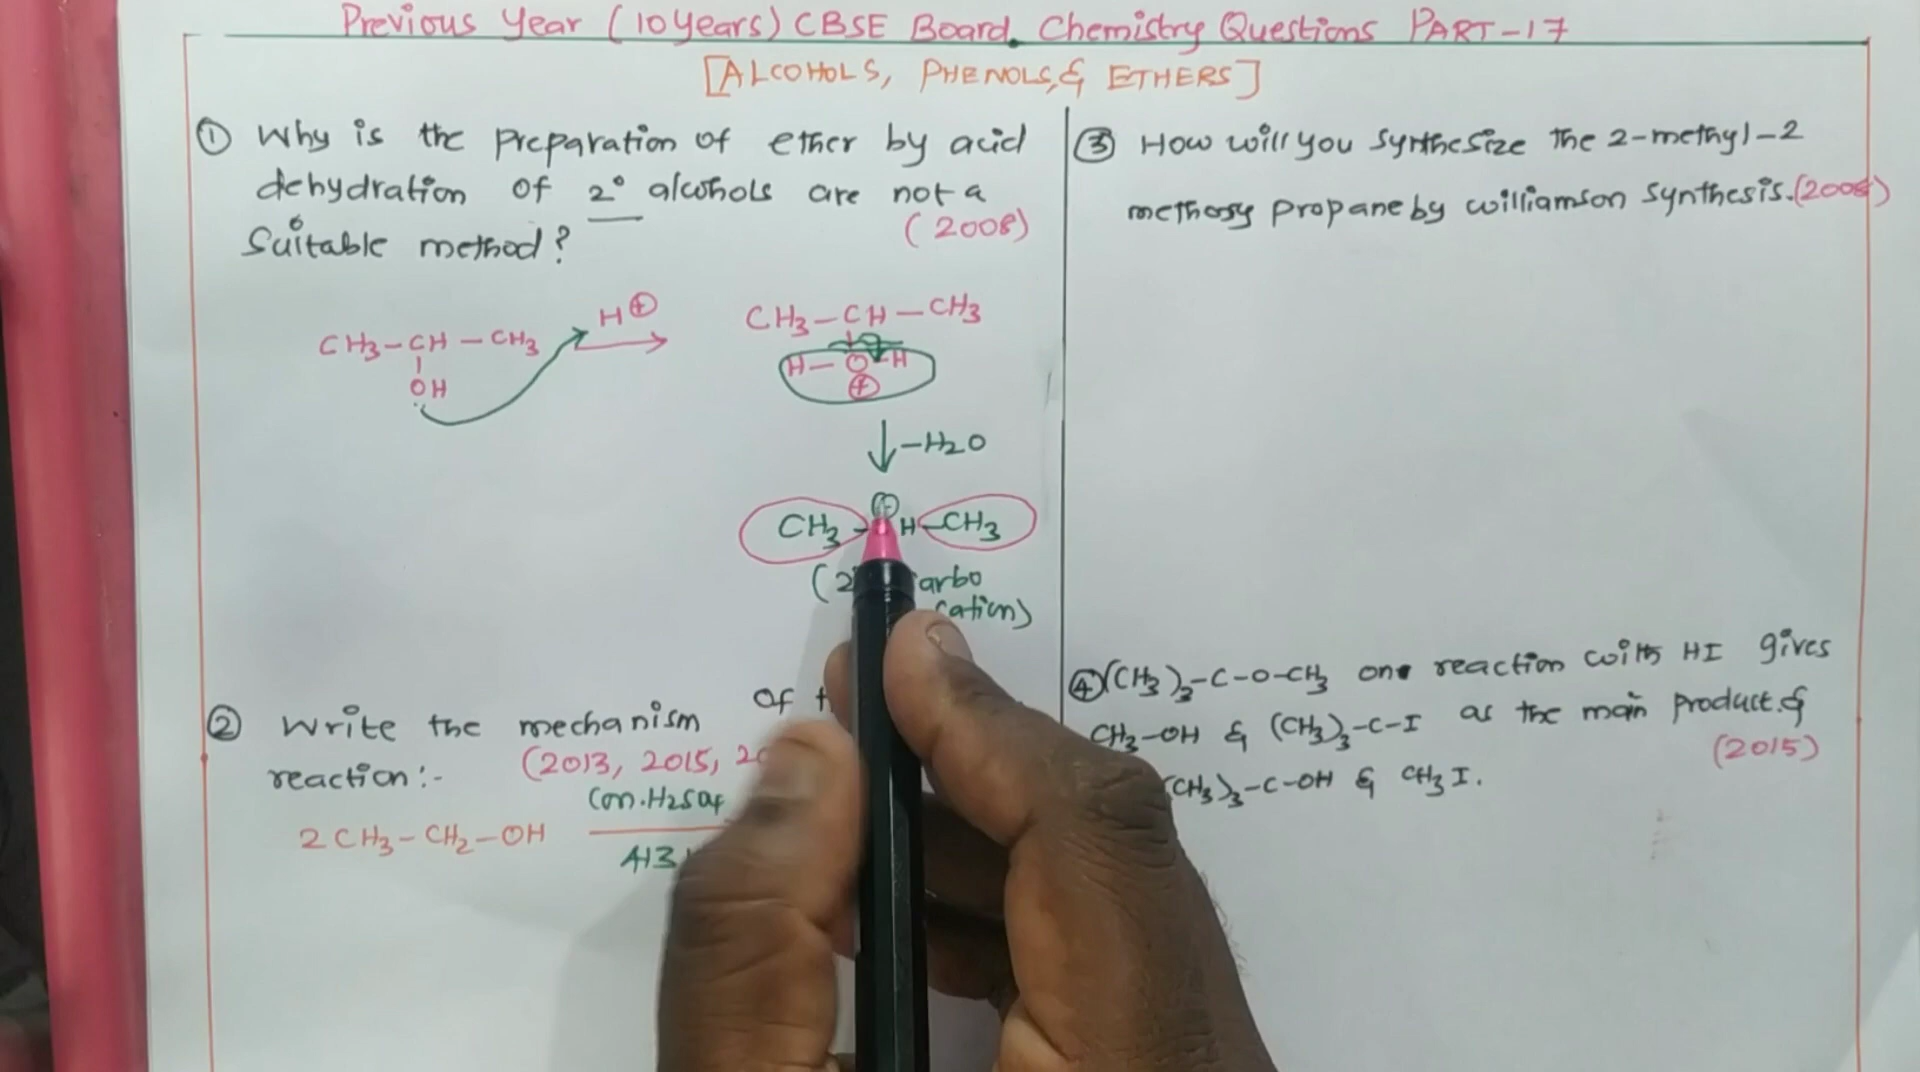 Previous Year (10 years) CBSE Board Chemistry Questions PART-17
[ALCOHOLS, PHENOLS, & ETHERS]
① Why is the preparation of ether by acid
dehydration of 2° alcohols are not a
suitable method?
(2008)
CH3-CH-CH3
OH
H⊕
CH3-CH-CH3
H-O-H
⊕
-H2O
CH3 H-CH3
cation)
② Write the mechanism of
reaction:- (2013, 2015,
2CH3-CH2-OH
Con.H2SO4
413
③ How will you synthesize the 2-methyl-2
methoxy propane by williamson synthesis.(2008)
④ (CH3)3-C-O-CH3 one reaction with HI gives
CH3-OH & (CH3)3-C-I as the main product.&
(2015)
(CH3)3-C-OH & CH3I.